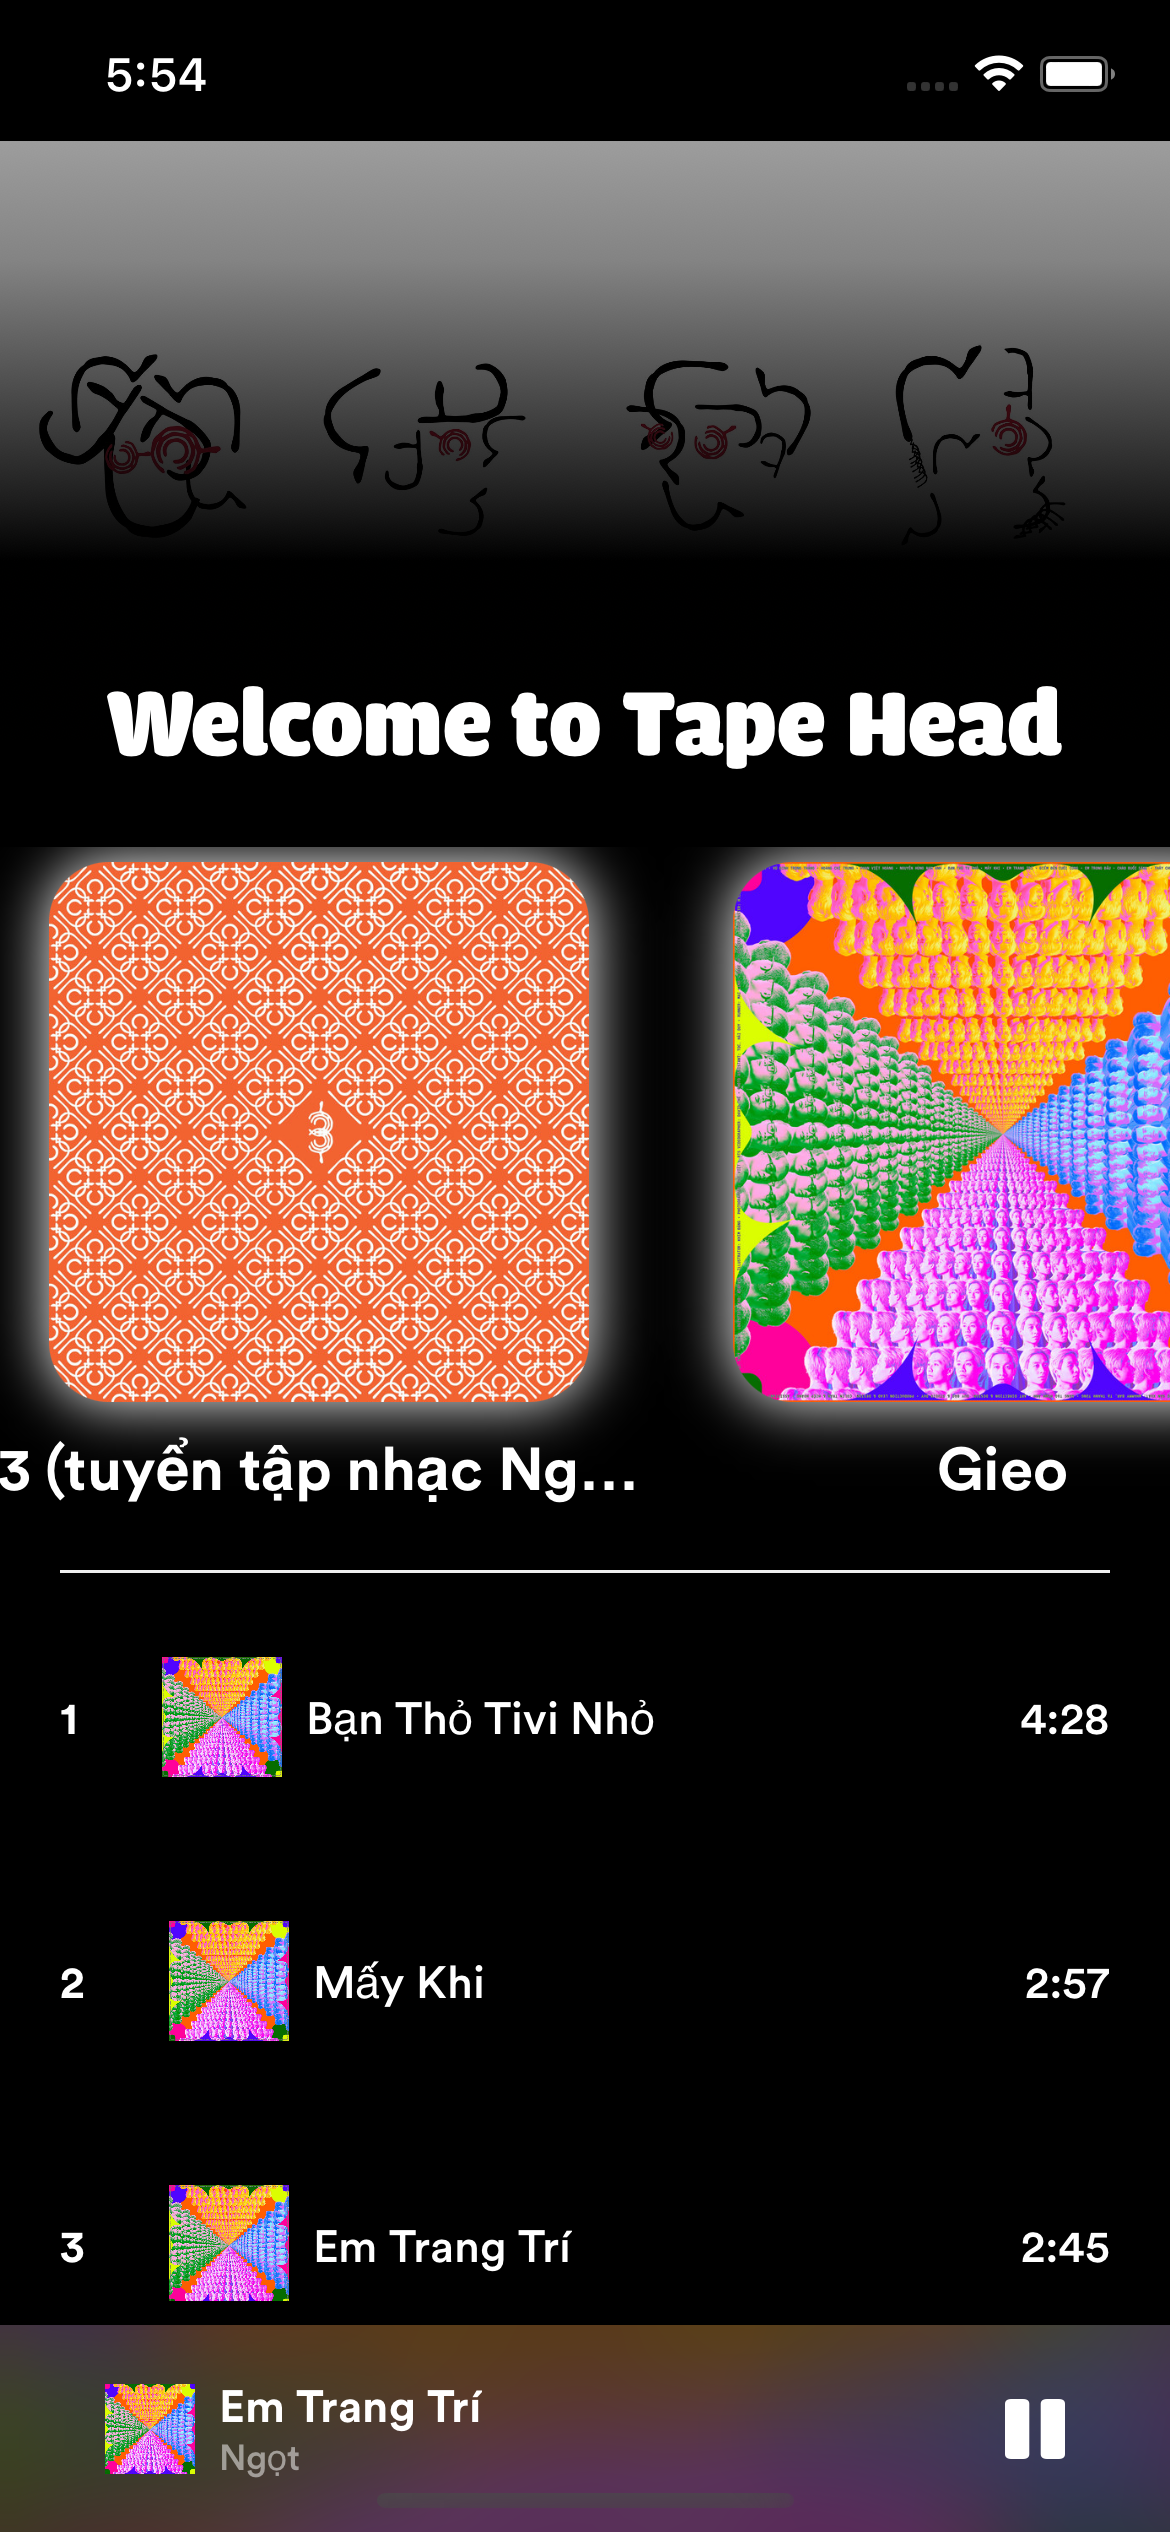 5:54
Welcome to Tape Head
3
3 (tuyển tập nhạc Ng...
Gieo
1
Bạn Thỏ Tivi Nhỏ
4:28
2
Mấy Khi
2:57
3
Em Trang Trí
2:45
Em Trang Trí
Ngọt